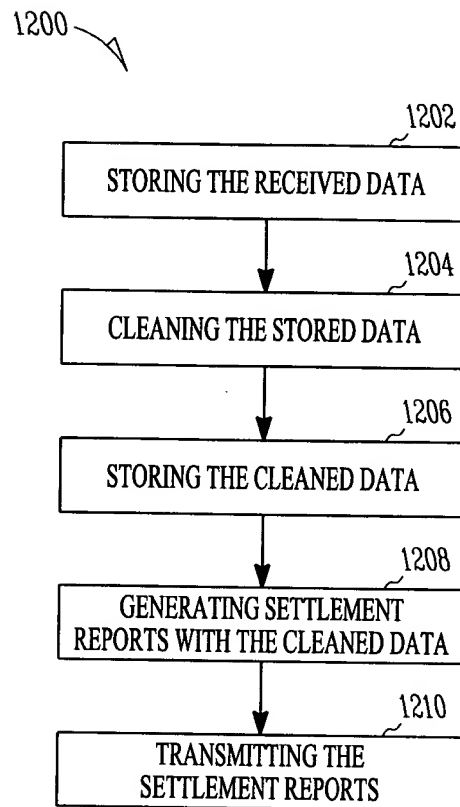 1200
1202
STORING THE RECEIVED DATA
1204
CLEANING THE STORED DATA
1206
STORING THE CLEANED DATA
1208
GENERATING SETTLEMENT
REPORTS WITH THE CLEANED DATA
1210
TRANSMITTING THE
SETTLEMENT REPORTS